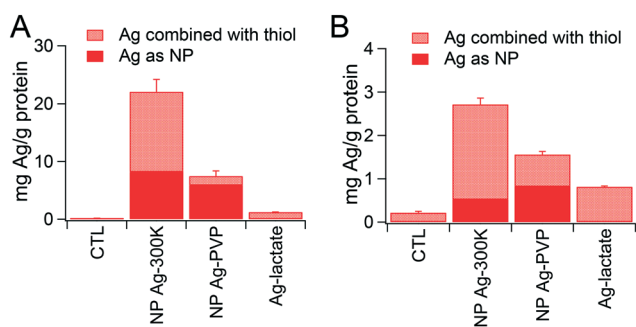 A
Ag combined with thiol
Ag as NP
mg Ag/g protein
30
20
10
0
CTL
NP Ag-300K
NP Ag-PVP
Ag-lactate
B
Ag combined with thiol
Ag as NP
mg Ag/g protein
4
3
2
1
0
CTL
NP Ag-300K
NP Ag-PVP
Ag-lactate